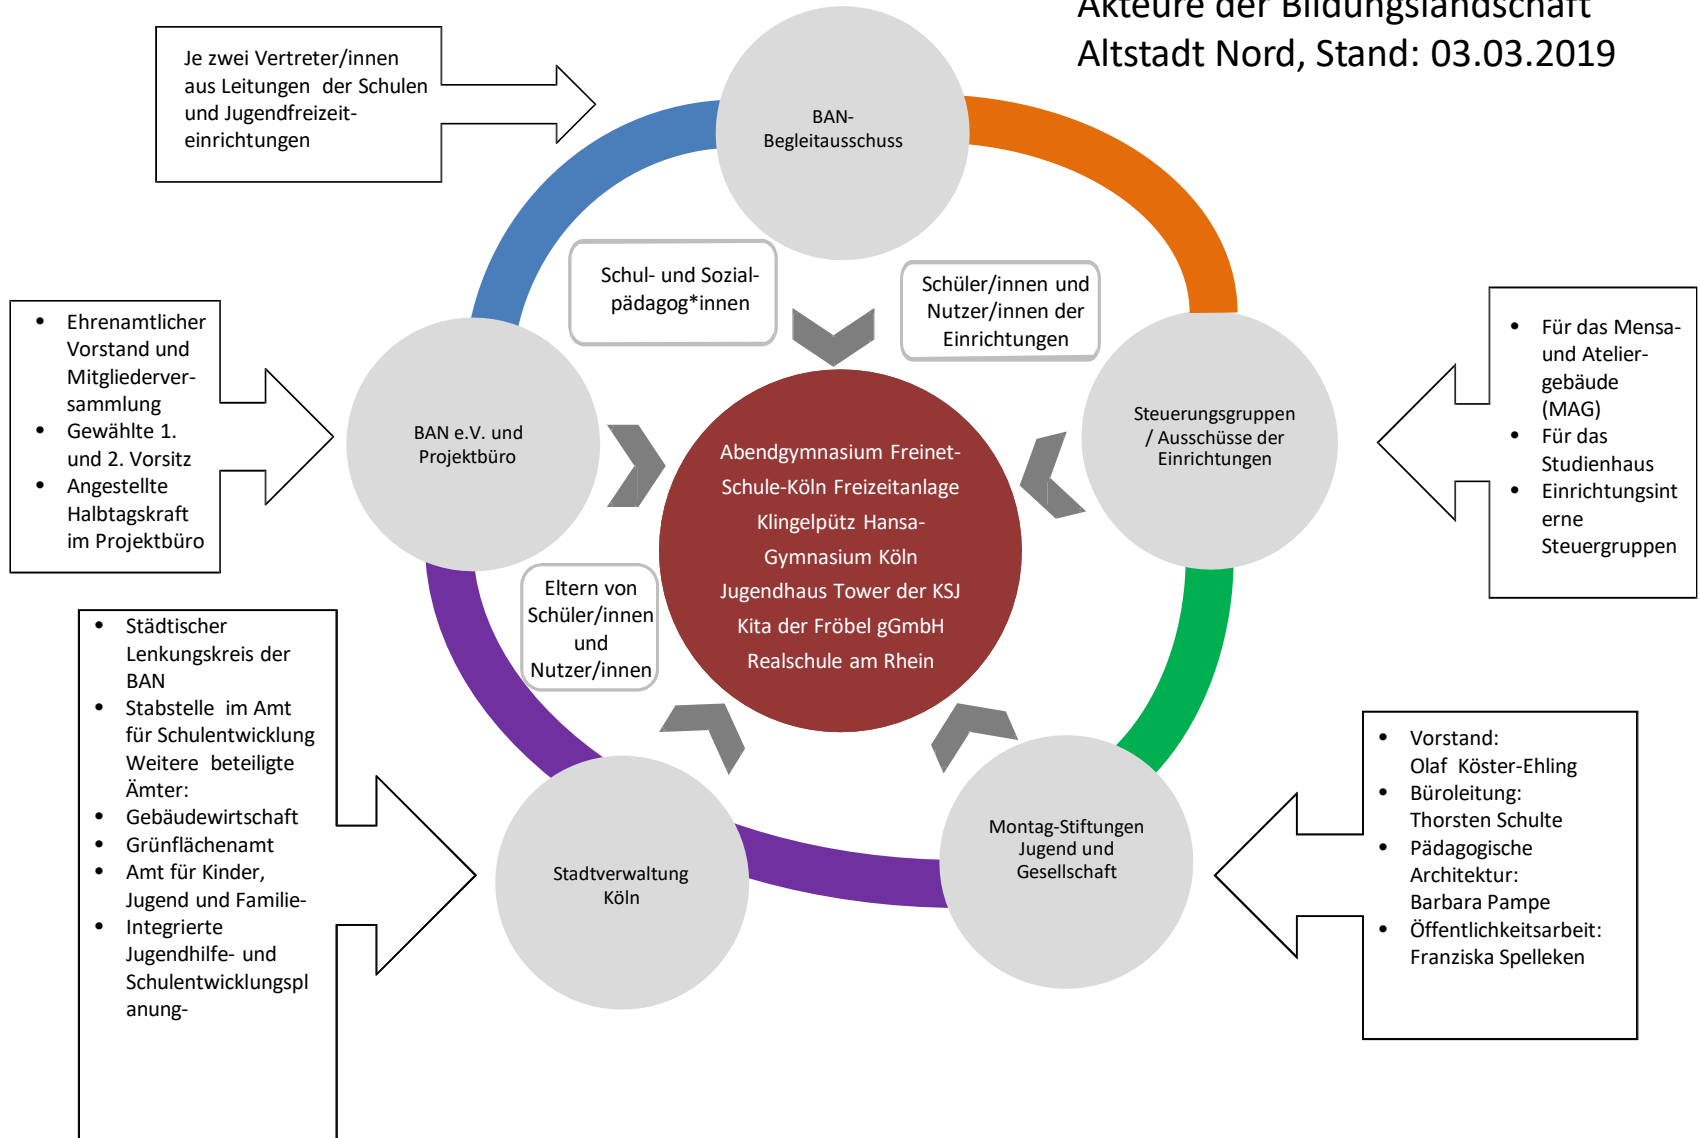 Akteure der Bildungslandschaft
Altstadt Nord, Stand: 03.03.2019
Je zwei Vertreter/innen
aus Leitungen der Schulen
und Jugendfreizeit-
einrichtungen
BAN-
Begleitausschuss
Schul- und Sozial-
pädagog*innen
Schüler/innen und
Nutzer/innen der
Einrichtungen
• Ehrenamtlicher
Vorstand und
Mitgliederver-
sammlung
• Gewählte 1.
und 2. Vorsitz
• Angestellte
Halbtagskraft
im Projektbüro
BAN e.V. und
Projektbüro
Steuerungsgruppen
/ Ausschüsse der
Einrichtungen
• Für das Mensa-
und Atelier-
gebäude
(MAG)
• Für das
Studienhaus
• Einrichtungsint
erne
Steuergruppen
Abendgymnasium Freinet-
Schule-Köln Freizeitanlage
Klingelpütz Hansa-
Gymnasium Köln
Jugendhaus Tower der KSJ
Kita der Fröbel gGmbH
Realschule am Rhein
Eltern von
Schüler/innen
und
Nutzer/innen
• Städtischer
Lenkungskreis der
BAN
• Stabstelle im Amt
für Schulentwicklung
Weitere beteiligte
Ämter:
• Gebäudewirtschaft
• Grünflächenamt
• Amt für Kinder,
Jugend und Familie-
• Integrierte
Jugendhilfe- und
Schulentwicklungspl
anung-
Stadtverwaltung
Köln
Montag-Stiftungen
Jugend und
Gesellschaft
• Vorstand:
Olaf Köster-Ehling
• Büroleitung:
Thorsten Schulte
• Pädagogische
Architektur:
Barbara Pampe
• Öffentlichkeitsarbeit:
Franziska Spelleken